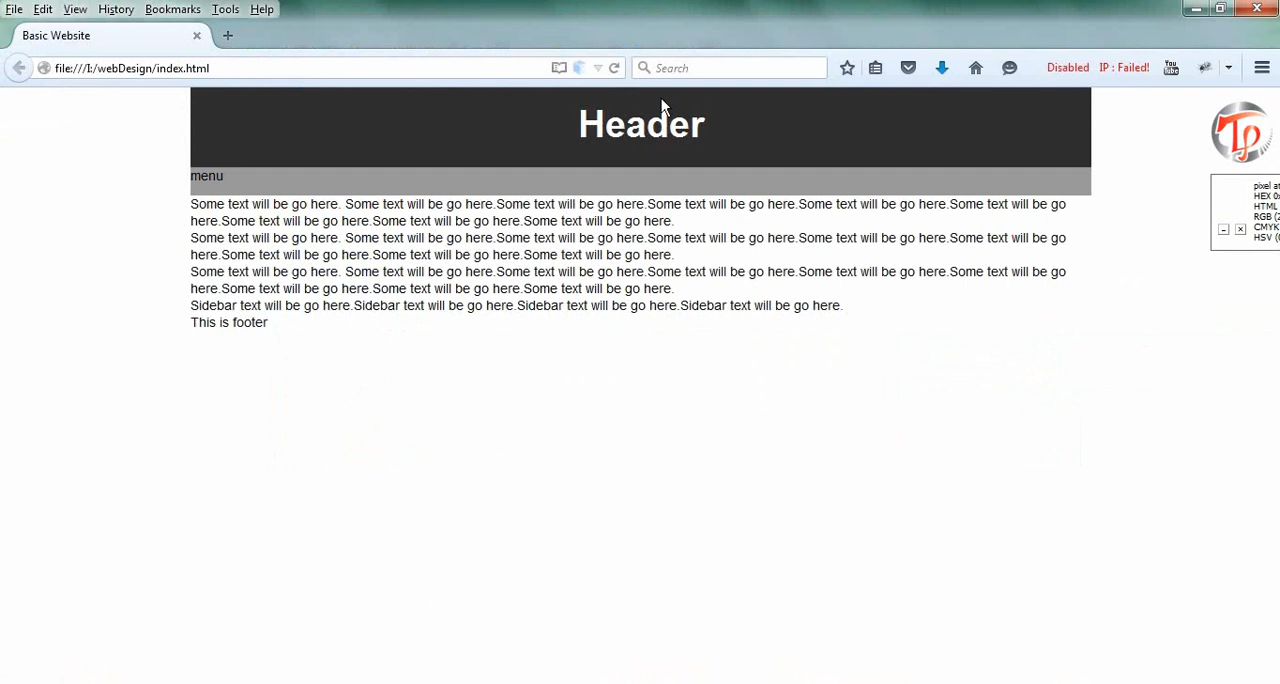 File Edit View History Bookmarks Tools Help
Basic Website
file:///I:/webDesign/index.html
Search
Disabled IP : Failed!
You Tube
Header
menu
Some text will be go here. Some text will be go here.Some text will be go here.Some text will be go here.Some text will be go here.Some text will be go
here.Some text will be go here.Some text will be go here.Some text will be go here.
Some text will be go here. Some text will be go here.Some text will be go here.Some text will be go here.Some text will be go here.Some text will be go
here.Some text will be go here.Some text will be go here.Some text will be go here.
Some text will be go here. Some text will be go here.Some text will be go here.Some text will be go here.Some text will be go here.Some text will be go
here.Some text will be go here.Some text will be go here.Some text will be go here.
Sidebar text will be go here.Sidebar text will be go here.Sidebar text will be go here.Sidebar text will be go here.
This is footer
Tp
pixel at
HEX 0x
HTML
RGB (2
CMYK
HSV (0